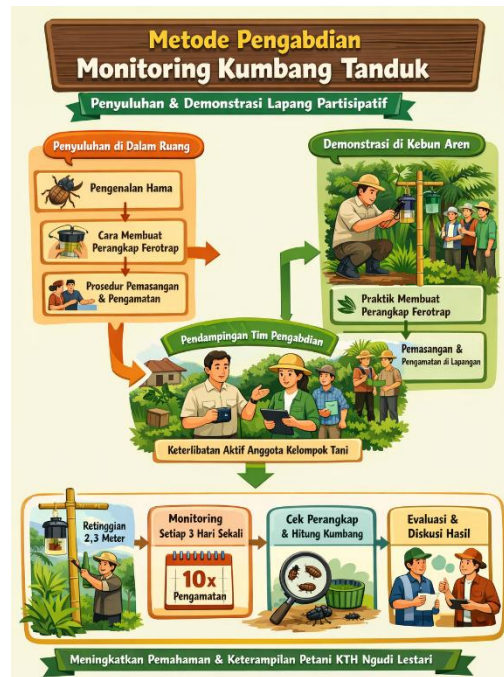 Metode Pengabdian
Monitoring Kumbang Tanduk
Penyuluhan & Demonstrasi Lapang Partisipatif
Penyuluhan di Dalam Ruang
Pengenalan Hama
Cara Membuat
Perangkap Ferotrap
Prosedur Pemasangan
& Pengamatan
Demonstrasi di Kebun Aren
Praktik Membuat
Perangkap Ferotrap
Pemasangan &
Pengamatan di Lapangan
Pendampingan Tim Pengabdian
Keterlibatan Aktif Anggota Kelompok Tani
Retinggian
2,3 Meter
Monitoring
Setiap 3 Hari Sekali
10x
Pengamatan
Cek Perangkap
& Hitung Kumbang
Evaluasi &
Diskusi Hasil
Meningkatkan Pemahaman & Keterampilan Petani KTH Ngudi Lestari